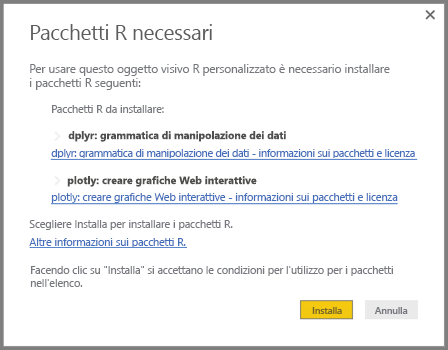 Pacchetti R necessari
Per usare questo oggetto visivo R personalizzato è necessario installare
i pacchetti R seguenti:
Pacchetti R da installare:
dplyr: grammatica di manipolazione dei dati
dplyr: grammatica di manipolazione dei dati - informazioni sui pacchetti e licenza
plotly: creare grafiche Web interattive
plotly: creare grafiche Web interattive - informazioni sui pacchetti e licenza
Scegliere Installa per installare i pacchetti R.
Altre informazioni sui pacchetti R.
Facendo clic su "Installa" si accettano le condizioni per l'utilizzo per i pacchetti
nell'elenco.
Installa Annulla